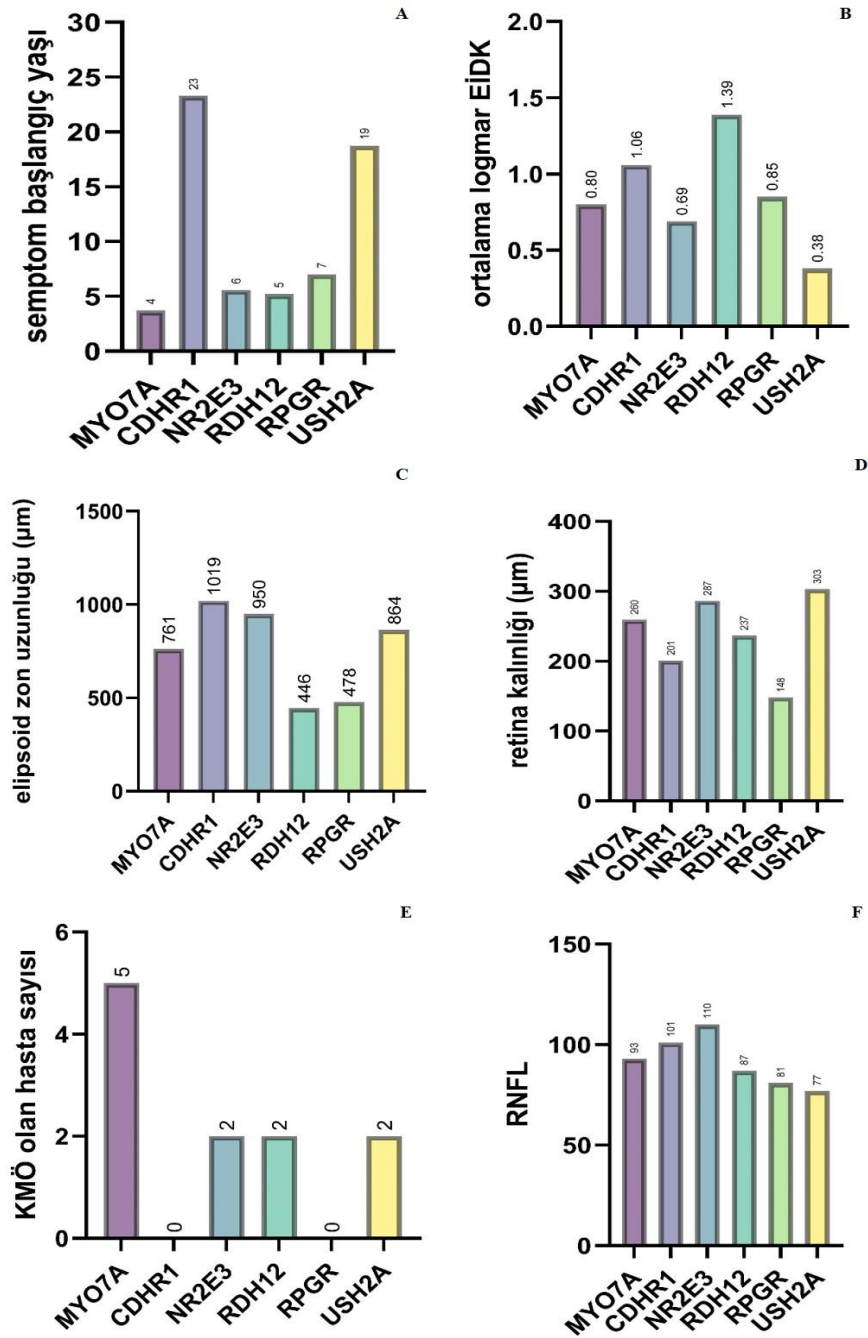 A
semptom başlangıç yaşı
30
25
20
15
10
5
0
4
23
6
5
7
19
MYO7A
CDHR1
NR2E3
RDH12
RPGR
USH2A
B
ortalama logmar EİDK
2.0
1.5
1.0
0.5
0.0
0.80
1.06
0.69
1.39
0.85
0.38
MYO7A
CDHR1
NR2E3
RDH12
RPGR
USH2A
C
elipsoid zon uzunluğu (µm)
1500
1000
500
0
761
1019
950
446
478
864
MYO7A
CDHR1
NR2E3
RDH12
RPGR
USH2A
D
retina kalınlığı (µm)
400
300
200
100
0
260
201
287
237
148
303
MYO7A
CDHR1
NR2E3
RDH12
RPGR
USH2A
E
KMÖ olan hasta sayısı
6
4
2
0
5
0
2
2
0
2
MYO7A
CDHR1
NR2E3
RDH12
RPGR
USH2A
F
RNFL
150
100
50
0
93
101
110
87
81
77
MYO7A
CDHR1
NR2E3
RDH12
RPGR
USH2A